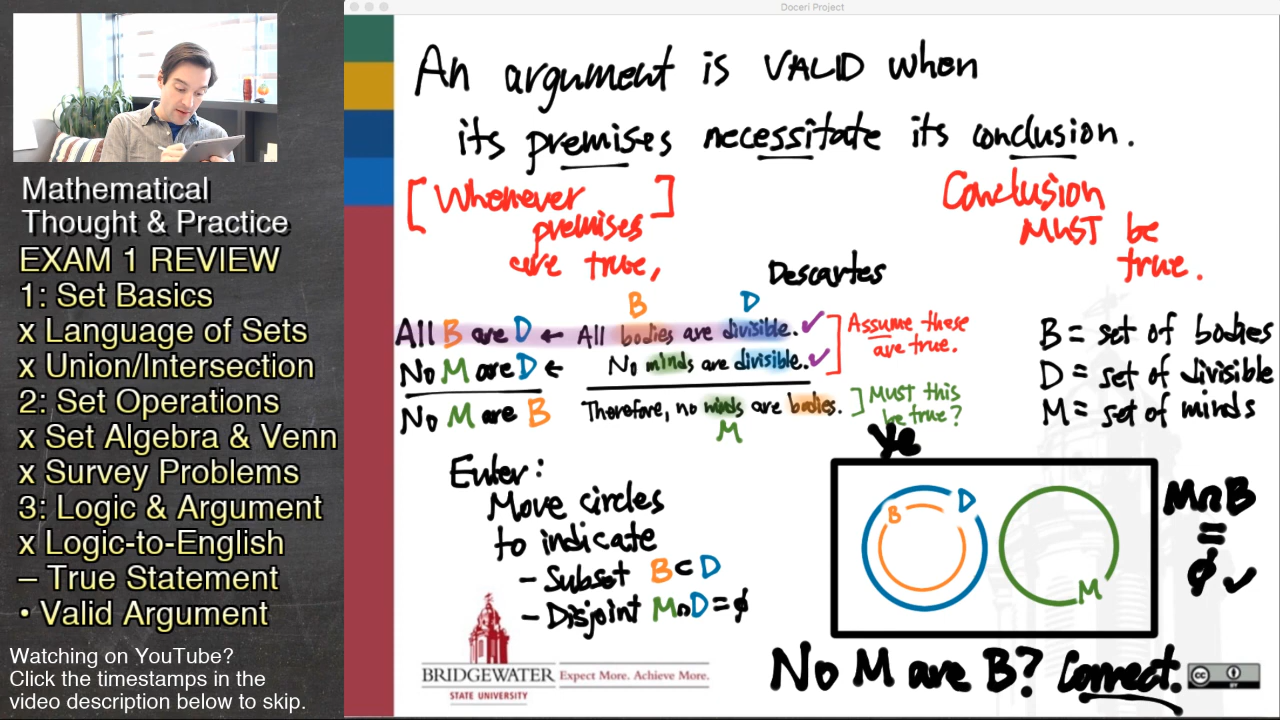 Doceri Project
Mathematical
Thought & Practice
EXAM 1 REVIEW
1: Set Basics
x Language of Sets
x Union/Intersection
2: Set Operations
x Set Algebra & Venn
x Survey Problems
3: Logic & Argument
x Logic-to-English
– True Statement
• Valid Argument
Watching on YouTube?
Click the timestamps in the
video description below to skip.
An argument is VALID when
its premises necessitate its conclusion.
[Whenever]
premises
are true,
Conclusion
MUST be
true.
Descartes
B D
All B are D ← All bodies are divisible. ✓
No M are D ← No minds are divisible. ✓
No M are B Therefore, no minds are bodies.
M
Assume these
are true.
Must this
be true?
Ye
B = set of bodies
D = set of divisible
M = set of minds
Euler:
Move circles
to indicate
– Subset B ⊂ D
– Disjoint M∩D = ∅
B D
M
M∩B
=
∅ ✓
No M are B? Correct.
BRIDGEWATER
STATE UNIVERSITY
Expect More. Achieve More.
cc
BY